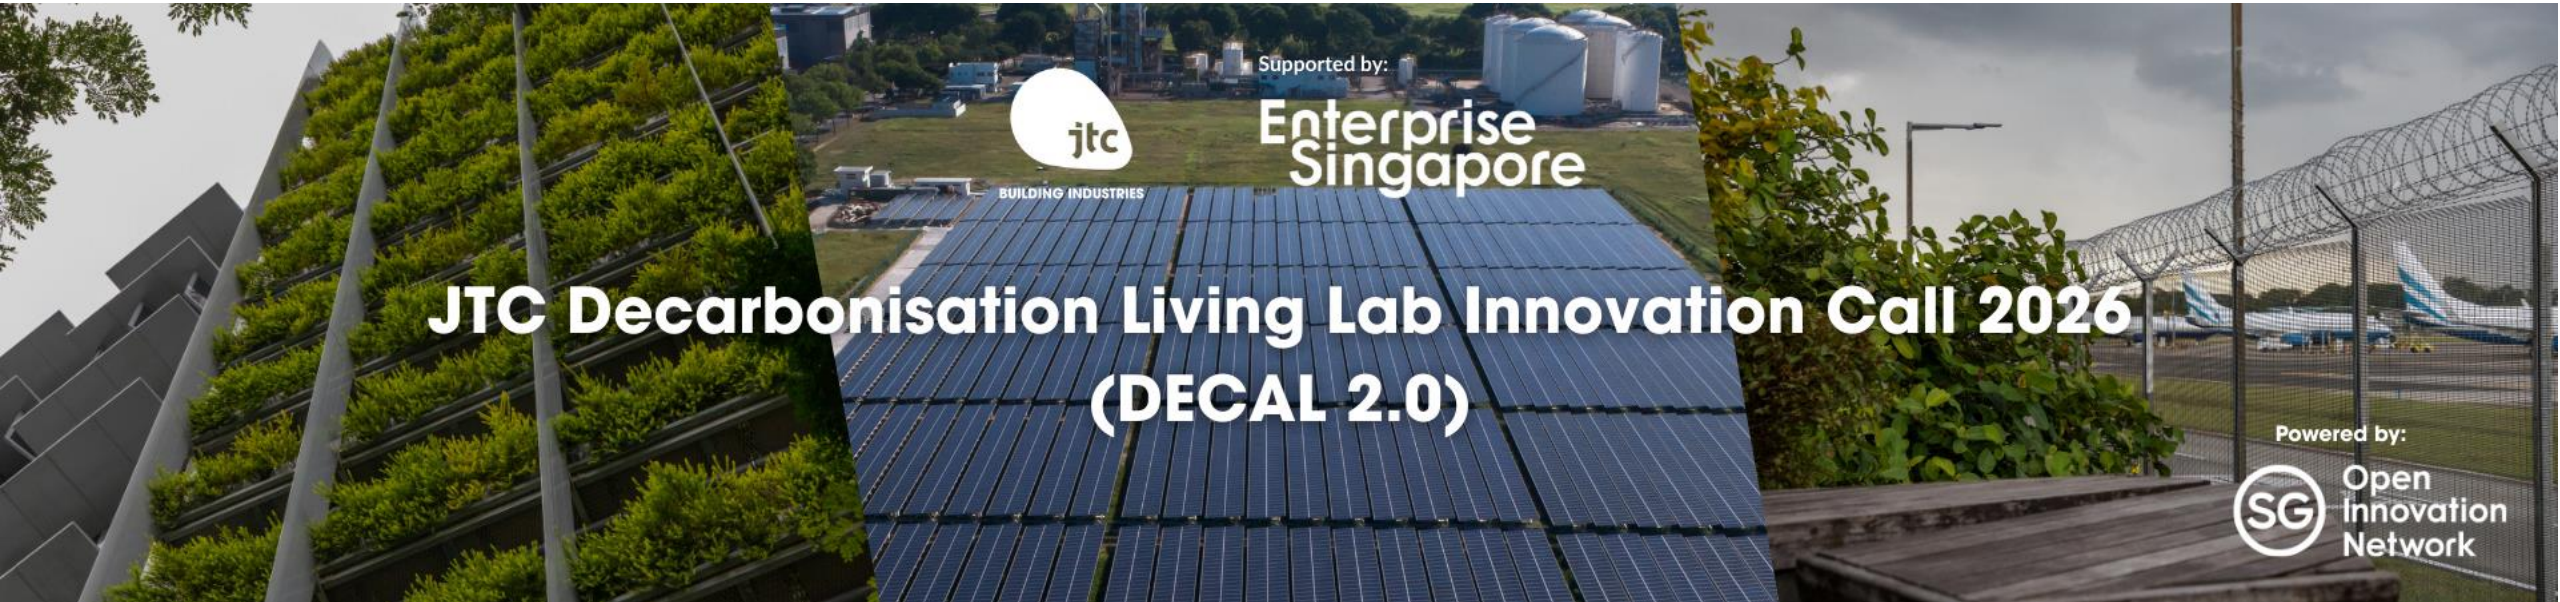 jtc
BUILDING INDUSTRIES
Supported by:
Enterprise
Singapore
JTC Decarbonisation Living Lab Innovation Call 2026
(DECAL 2.0)
Powered by:
SG
Open
Innovation
Network